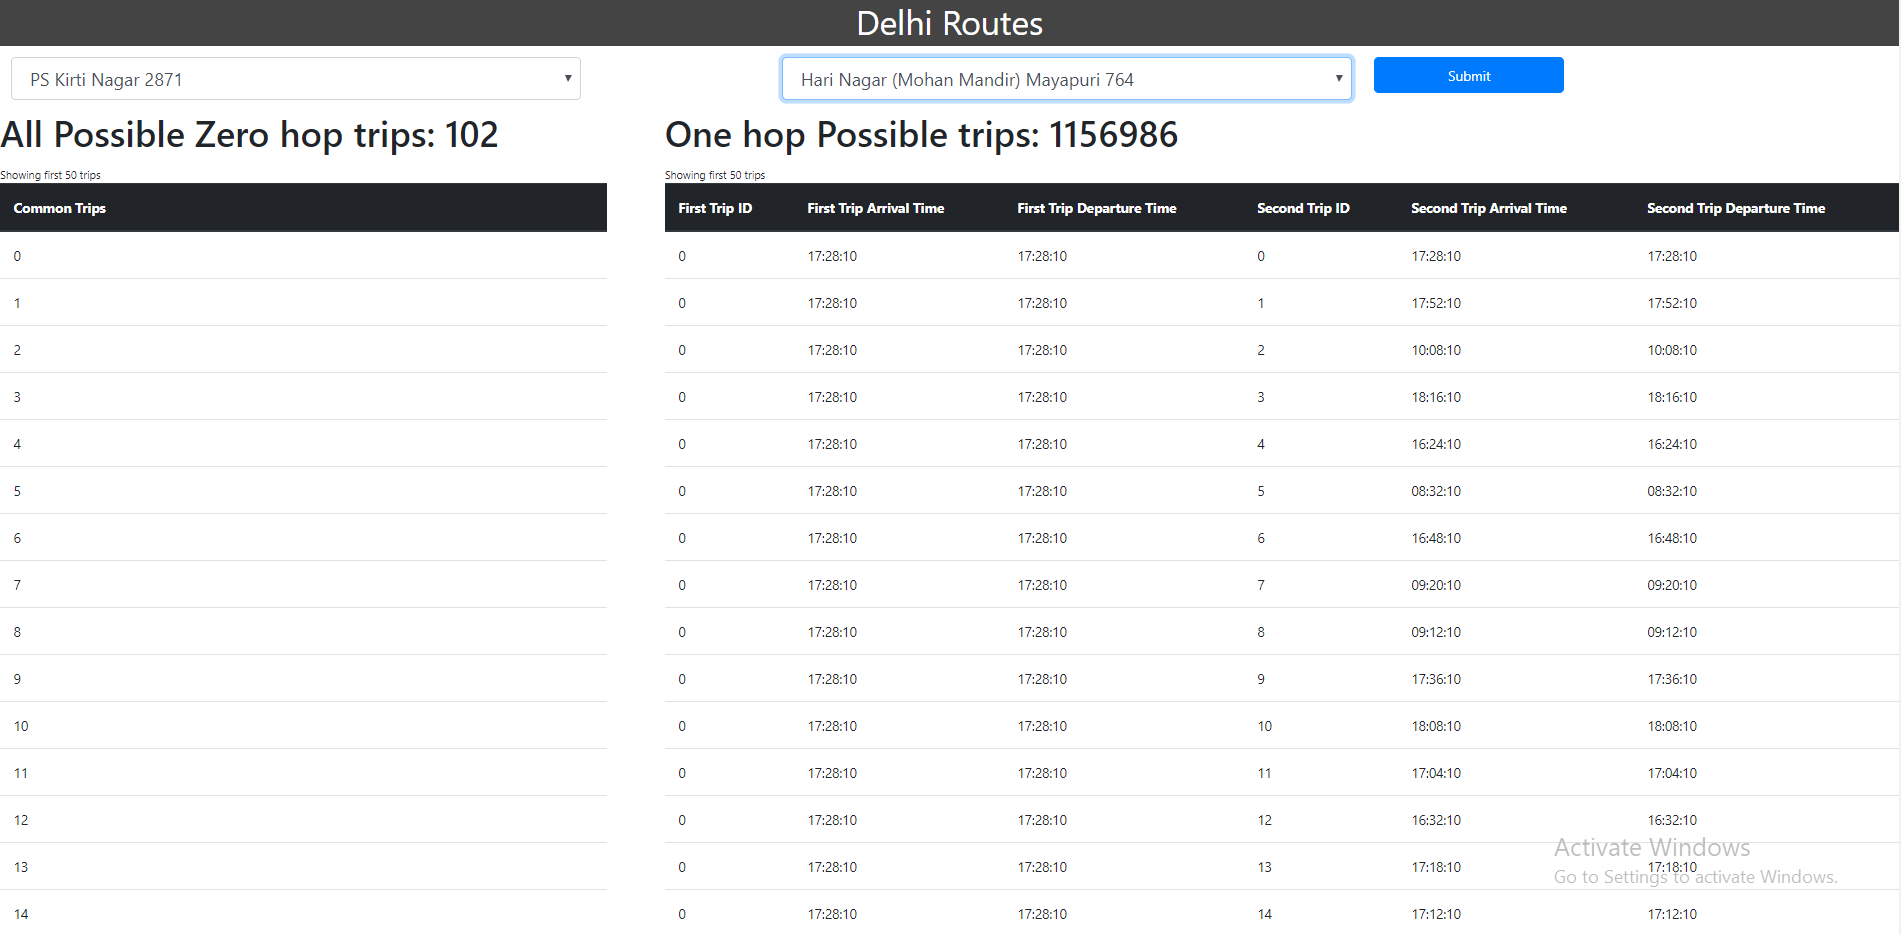 Delhi Routes
PS Kirti Nagar 2871
Hari Nagar (Mohan Mandir) Mayapuri 764
Submit
All Possible Zero hop trips: 102
Showing first 50 trips
Common Trips
0
1
2
3
4
5
6
7
8
9
10
11
12
13
14
One hop Possible trips: 1156986
Showing first 50 trips
First Trip ID First Trip Arrival Time First Trip Departure Time Second Trip ID Second Trip Arrival Time Second Trip Departure Time
0 17:28:10 17:28:10 0 17:28:10 17:28:10
0 17:28:10 17:28:10 1 17:52:10 17:52:10
0 17:28:10 17:28:10 2 10:08:10 10:08:10
0 17:28:10 17:28:10 3 18:16:10 18:16:10
0 17:28:10 17:28:10 4 16:24:10 16:24:10
0 17:28:10 17:28:10 5 08:32:10 08:32:10
0 17:28:10 17:28:10 6 16:48:10 16:48:10
0 17:28:10 17:28:10 7 09:20:10 09:20:10
0 17:28:10 17:28:10 8 09:12:10 09:12:10
0 17:28:10 17:28:10 9 17:36:10 17:36:10
0 17:28:10 17:28:10 10 18:08:10 18:08:10
0 17:28:10 17:28:10 11 17:04:10 17:04:10
0 17:28:10 17:28:10 12 16:32:10 16:32:10
0 17:28:10 17:28:10 13 17:18:10 17:18:10
0 17:28:10 17:28:10 14 17:12:10 17:12:10
Activate Windows
Go to Settings to activate Windows.